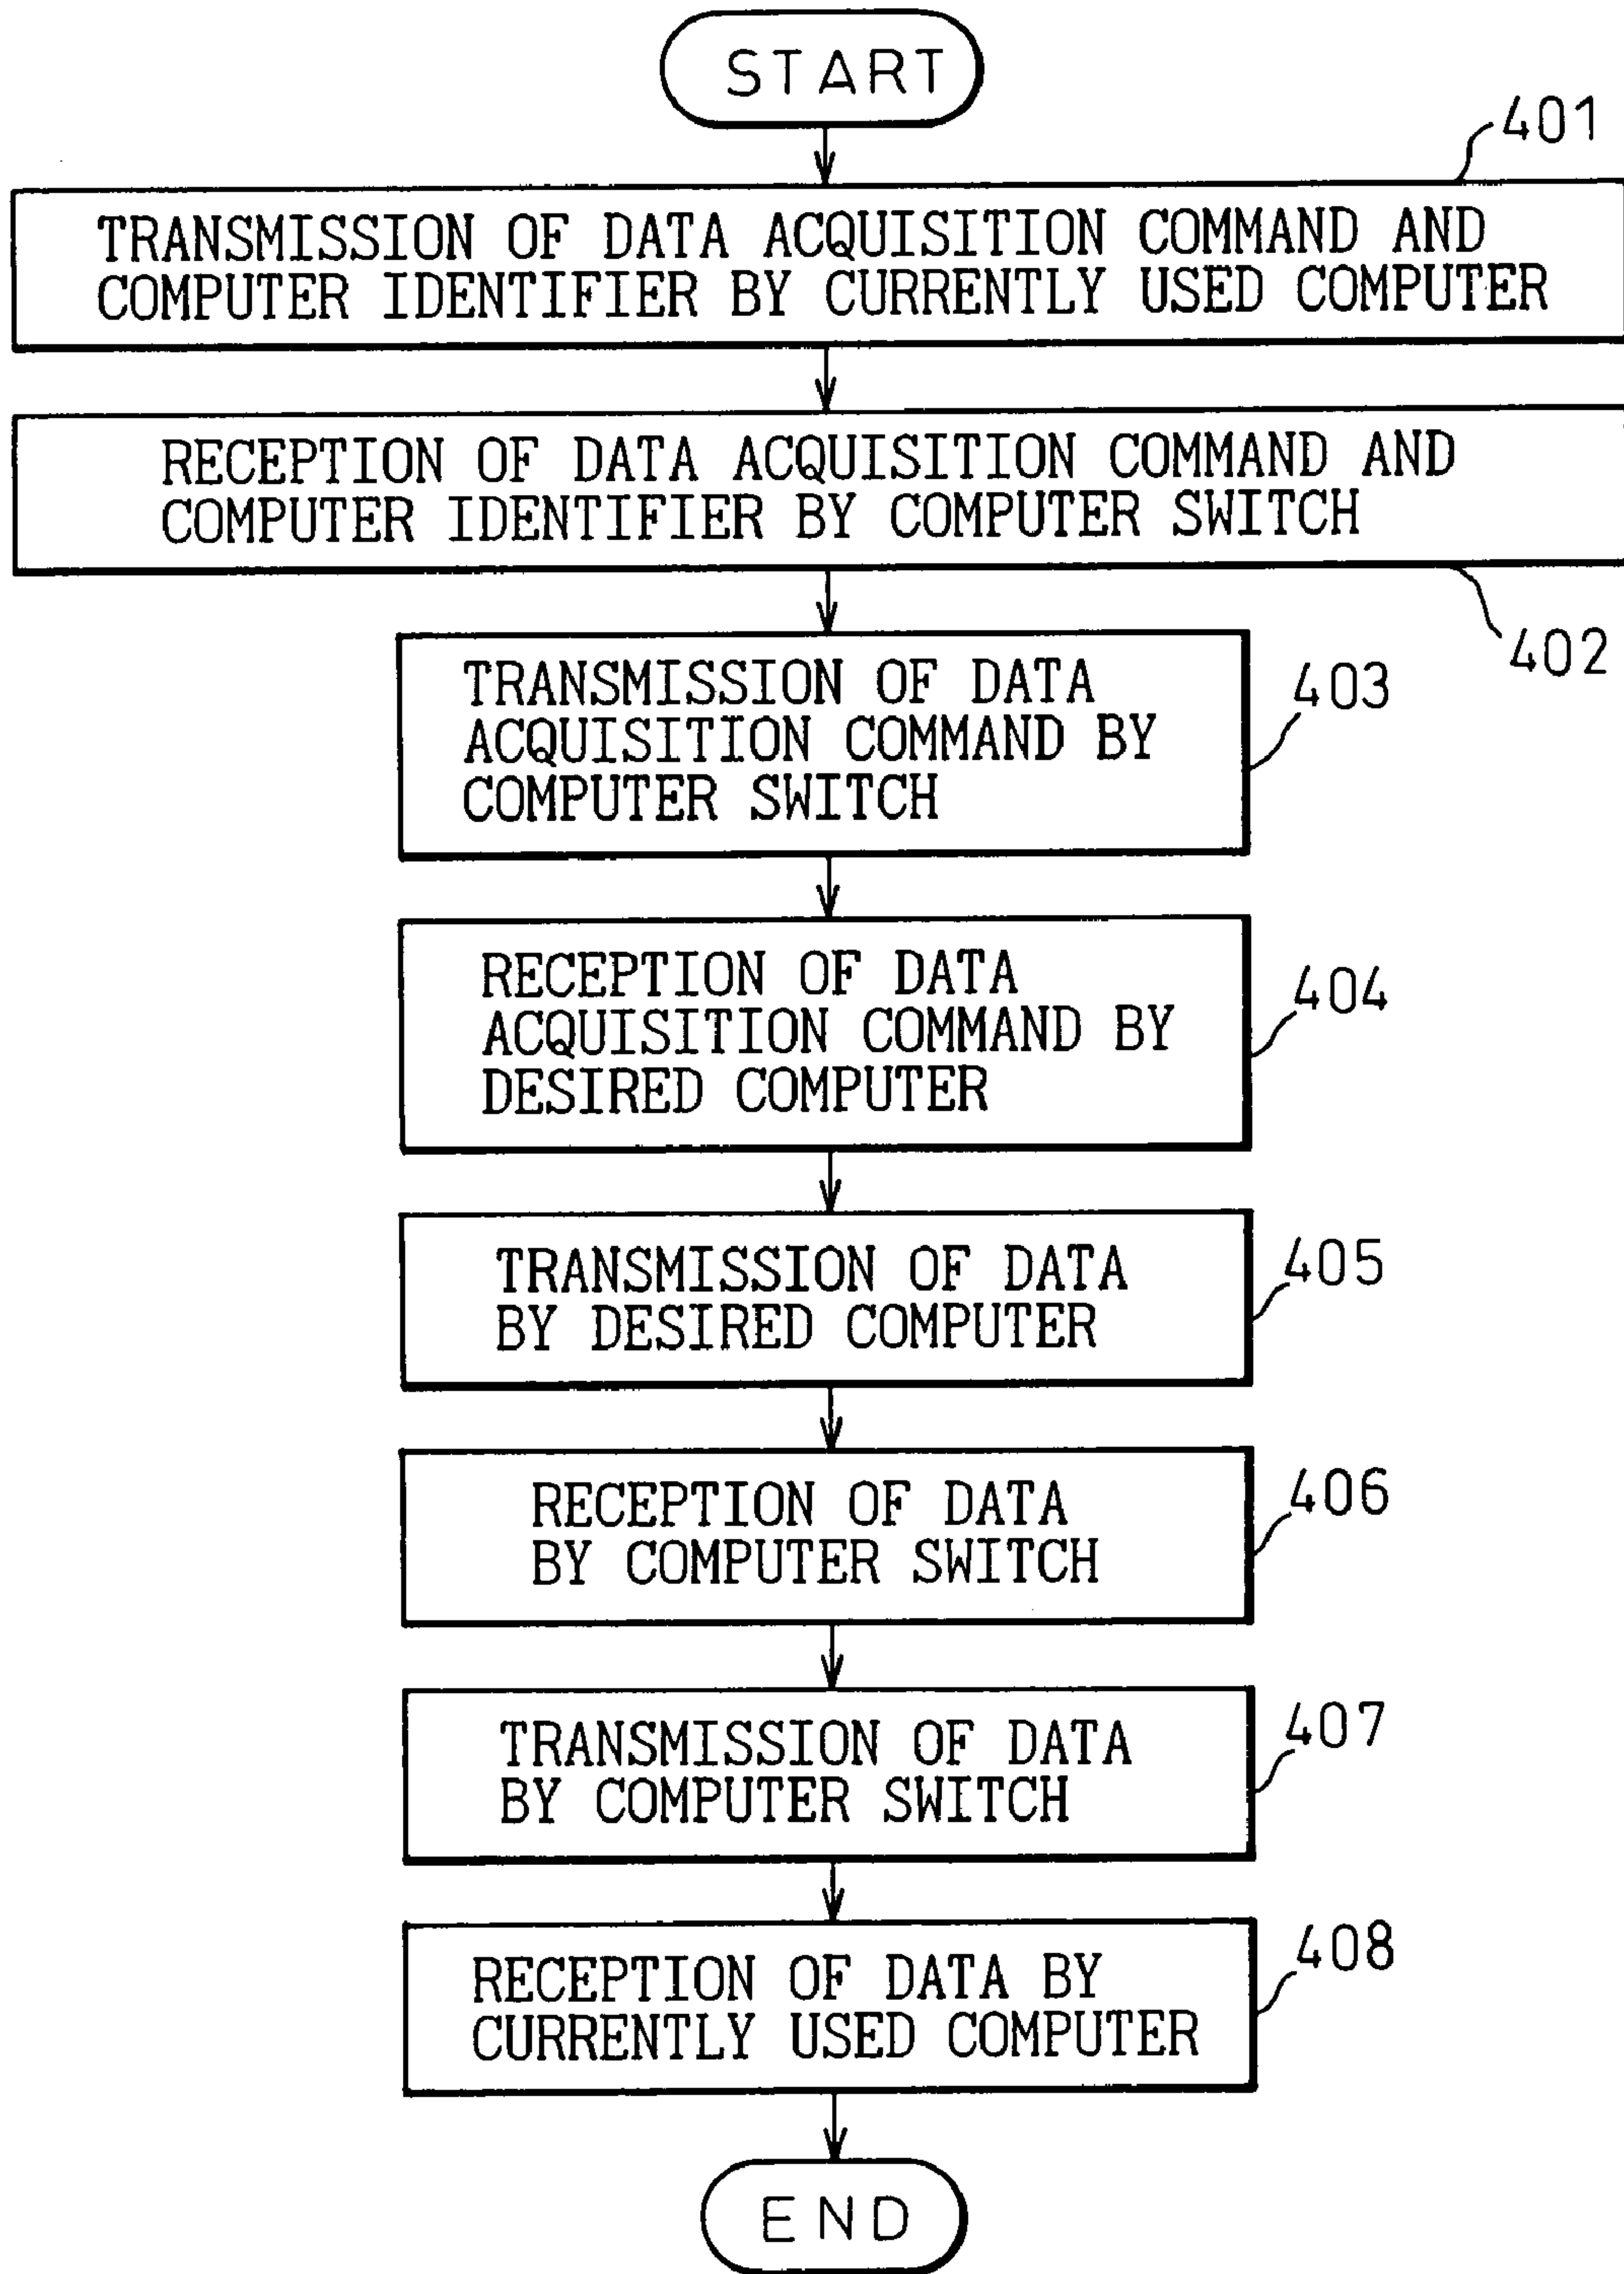 START
401
TRANSMISSION OF DATA ACQUISITION COMMAND AND
COMPUTER IDENTIFIER BY CURRENTLY USED COMPUTER
RECEPTION OF DATA ACQUISITION COMMAND AND
COMPUTER IDENTIFIER BY COMPUTER SWITCH
402
TRANSMISSION OF DATA
ACQUISITION COMMAND BY
COMPUTER SWITCH
403
RECEPTION OF DATA
ACQUISITION COMMAND BY
DESIRED COMPUTER
404
TRANSMISSION OF DATA
BY DESIRED COMPUTER
405
RECEPTION OF DATA
BY COMPUTER SWITCH
406
TRANSMISSION OF DATA
BY COMPUTER SWITCH
407
RECEPTION OF DATA BY
CURRENTLY USED COMPUTER
408
END